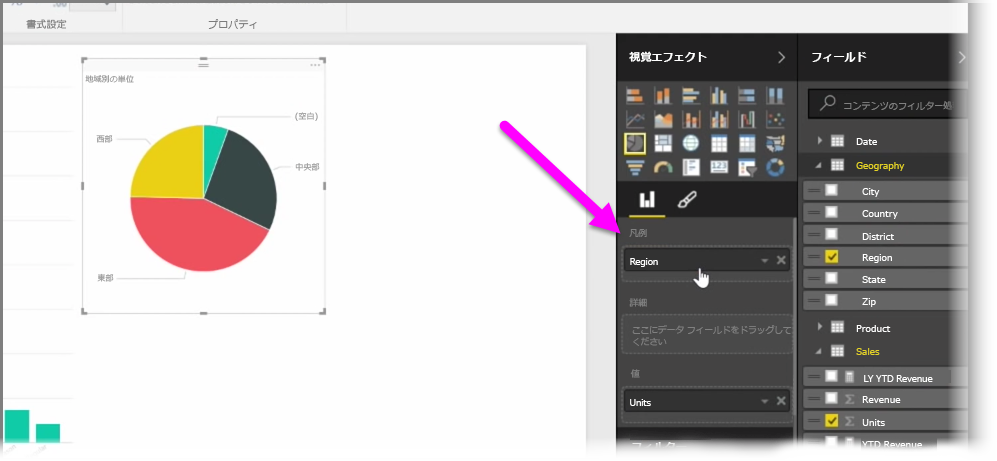 書式設定
プロパティ
地域別の単位
(空白)
西部
中央部
東部
視覚エフェクト
凡例
Region
詳細
ここにデータ フィールドをドラッグして
ください
値
Units
フィールド
コンテンツのフィルター処
Date
Geography
City
Country
District
Region
State
Zip
Product
Sales
LY YTD Revenue
Revenue
Units
YTD Revenue